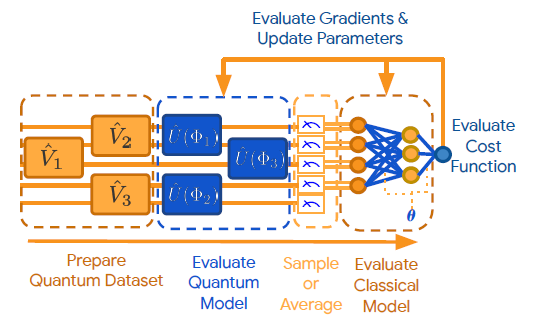 Evaluate Gradients &
Update Parameters
V̂₁
V̂₂
V̂₃
Û(Φ₁)
Û(Φ₂)
Û(Φ₃)
θ
Evaluate
Cost
Function
Prepare
Quantum Dataset
Evaluate
Quantum
Model
Sample
or
Average
Evaluate
Classical
Model